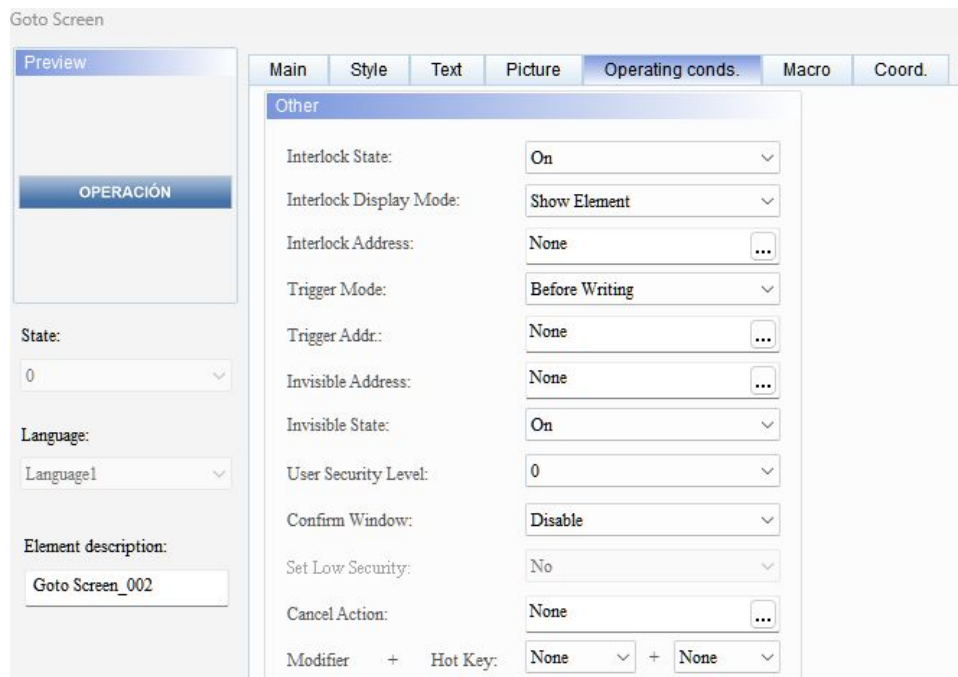 Goto Screen
Preview
OPERACIÓN
State:
0
Language:
Language1
Element description:
Goto Screen_002
Main Style Text Picture Operating conds. Macro Coord.
Other
Interlock State: On
Interlock Display Mode: Show Element
Interlock Address: None ...
Trigger Mode: Before Writing
Trigger Addr.: None ...
Invisible Address: None ...
Invisible State: On
User Security Level: 0
Confirm Window: Disable
Set Low Security: No
Cancel Action: None ...
Modifier + Hot Key: None + None